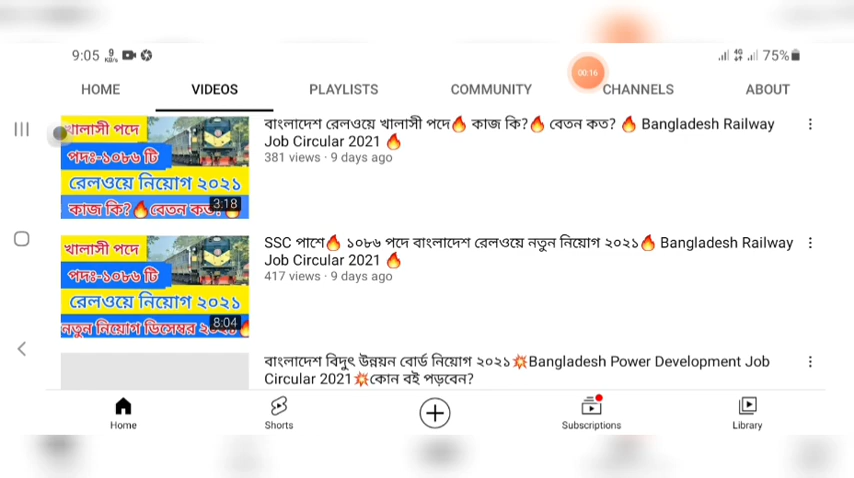 9:05 9 KB/s 4G 75%
00:16
HOME VIDEOS PLAYLISTS COMMUNITY CHANNELS ABOUT
খালাসী পদে
পদঃ-১০৮৬ টি
রেলওয়ে নিয়োগ ২০২১
কাজ কি?🔥বেতন কত?
3:18
বাংলাদেশ রেলওয়ে খালাসী পদে🔥 কাজ কি?🔥 বেতন কত? 🔥 Bangladesh Railway
Job Circular 2021 🔥
381 views · 9 days ago
খালাসী পদে
পদঃ-১০৮৬ টি
রেলওয়ে নিয়োগ ২০২১
নতুন নিয়োগ ডিসেম্বর
8:04
SSC পাশে🔥 ১০৮৬ পদে বাংলাদেশ রেলওয়ে নতুন নিয়োগ ২০২১🔥 Bangladesh Railway
Job Circular 2021 🔥
417 views · 9 days ago
বাংলাদেশ বিদুৎ উন্নয়ন বোর্ড নিয়োগ ২০২১💥Bangladesh Power Development Job
Circular 2021💥কোন বই পড়বেন?
Home Shorts Subscriptions Library